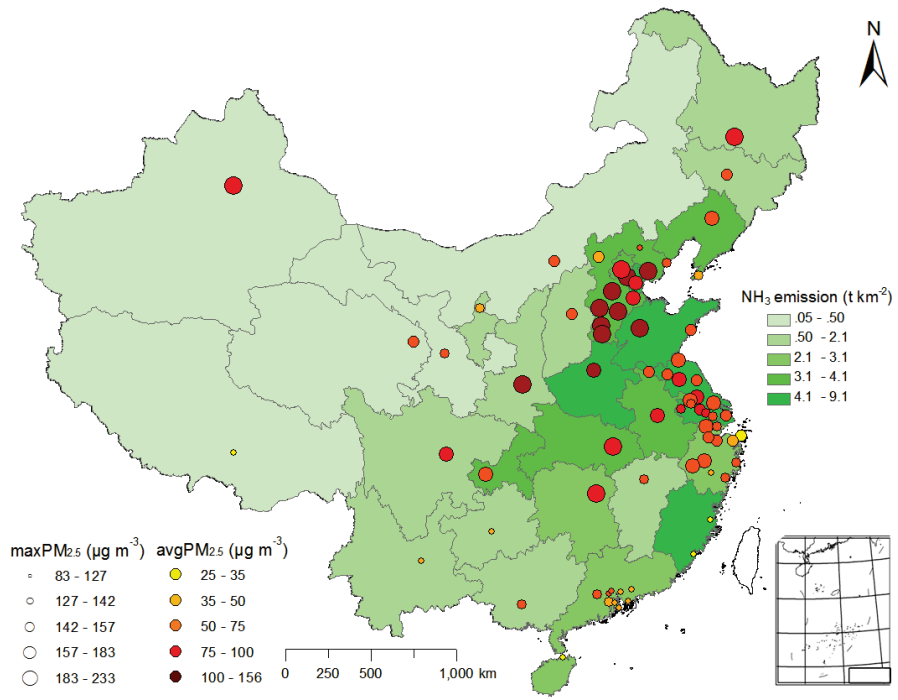 N
NH₃ emission (t km⁻²)
.05 - .50
.50 - 2.1
2.1 - 3.1
3.1 - 4.1
4.1 - 9.1
maxPM₂.₅ (µg m⁻³) avgPM₂.₅ (µg m⁻³)
83 - 127 25 - 35
127 - 142 35 - 50
142 - 157 50 - 75
157 - 183 75 - 100
183 - 233 100 - 156
0 250 500 1,000 km